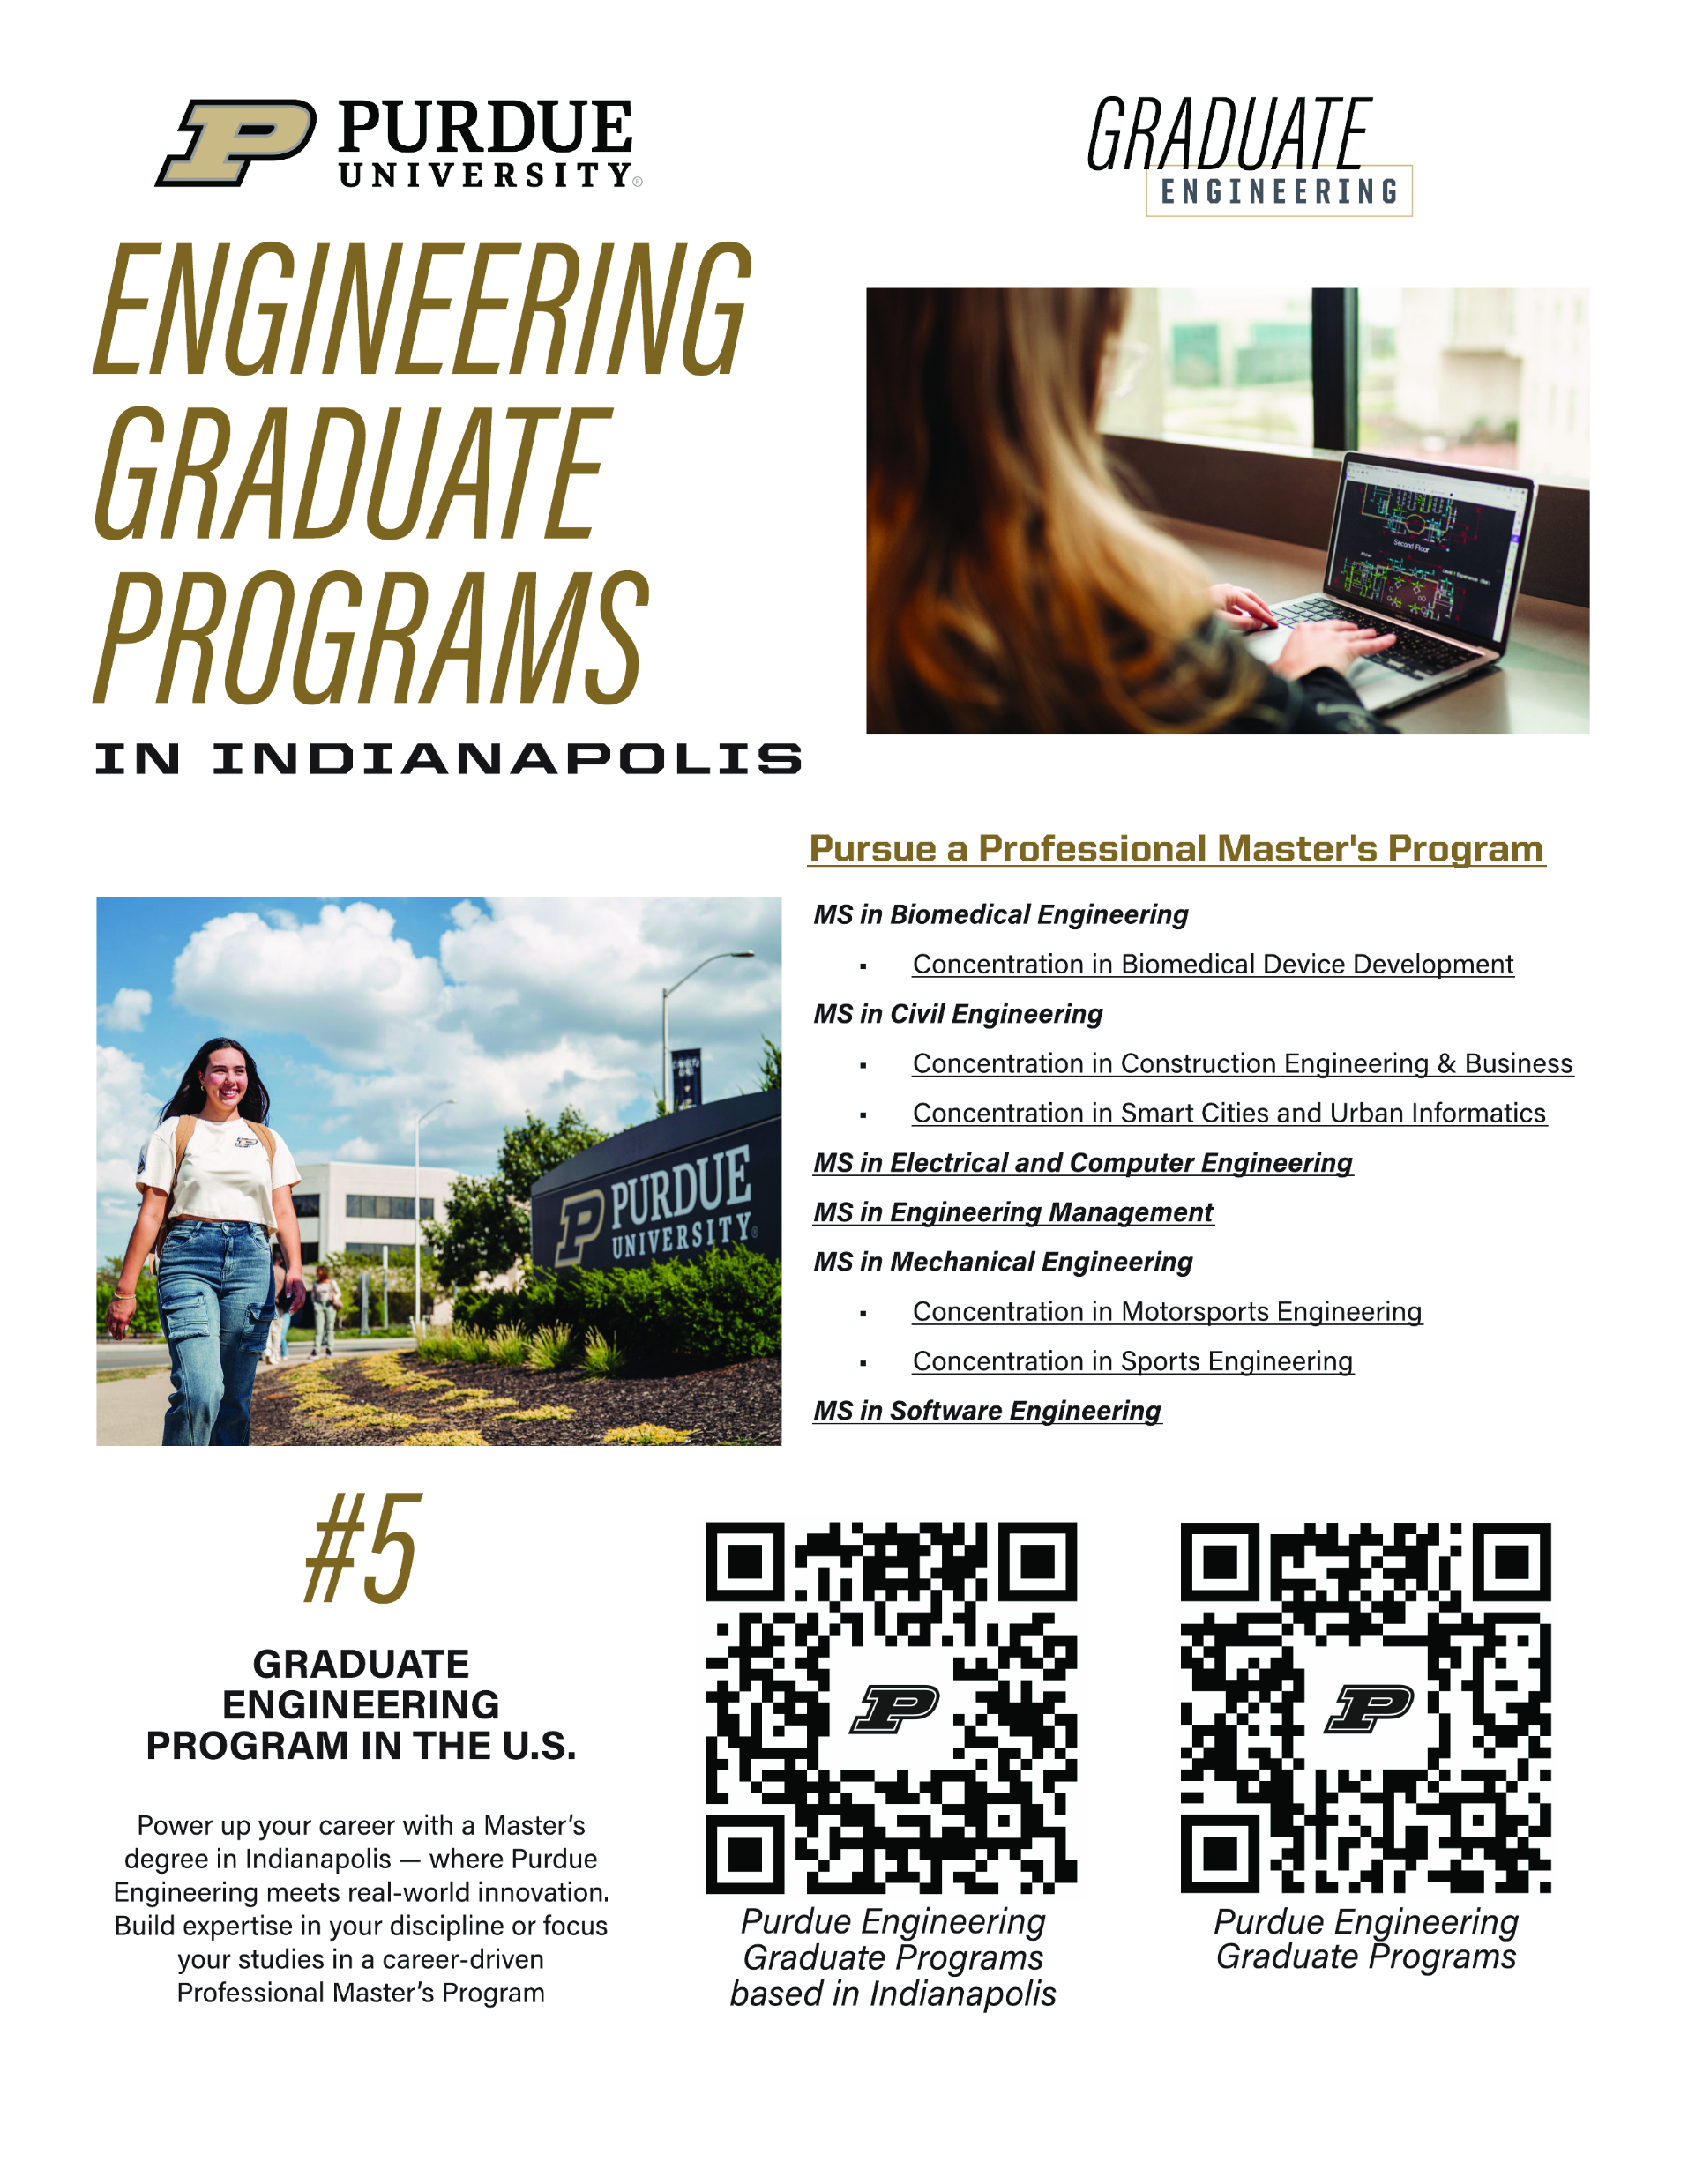 PURDUE
UNIVERSITY®
GRADUATE
ENGINEERING
ENGINEERING
GRADUATE
PROGRAMS
IN INDIANAPOLIS
Second Floor
Pursue a Professional Master's Program
MS in Biomedical Engineering
▪ Concentration in Biomedical Device Development
MS in Civil Engineering
▪ Concentration in Construction Engineering & Business
▪ Concentration in Smart Cities and Urban Informatics
MS in Electrical and Computer Engineering
MS in Engineering Management
MS in Mechanical Engineering
▪ Concentration in Motorsports Engineering
▪ Concentration in Sports Engineering
MS in Software Engineering
P PURDUE
UNIVERSITY®
#5
GRADUATE
ENGINEERING
PROGRAM IN THE U.S.
Power up your career with a Master’s
degree in Indianapolis — where Purdue
Engineering meets real-world innovation.
Build expertise in your discipline or focus
your studies in a career-driven
Professional Master’s Program
P
Purdue Engineering
Graduate Programs
based in Indianapolis
P
Purdue Engineering
Graduate Programs